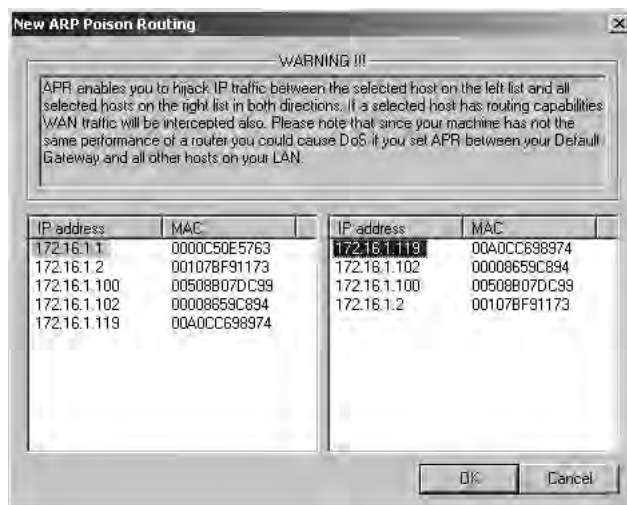 New ARP Poison Routing
WARNING !!!
APR enables you to hijack IP traffic between the selected host on the left list and all
selected hosts on the right list in both directions. If a selected host has routing capabilities
WAN traffic will be intercepted also. Please note that since your machine has not the
same performance of a router you could cause DoS if you set APR between your Default
Gateway and all other hosts on your LAN.
IP address MAC IP address MAC
172.16.1.1 0000C50E5763 172.16.1.119 00A0CC698974
172.16.1.2 00107BF91173 172.16.1.102 00008659C894
172.16.1.100 00508B07DC99 172.16.1.100 00508B07DC99
172.16.1.102 00008659C894 172.16.1.2 00107BF91173
172.16.1.119 00A0CC698974
OK Cancel